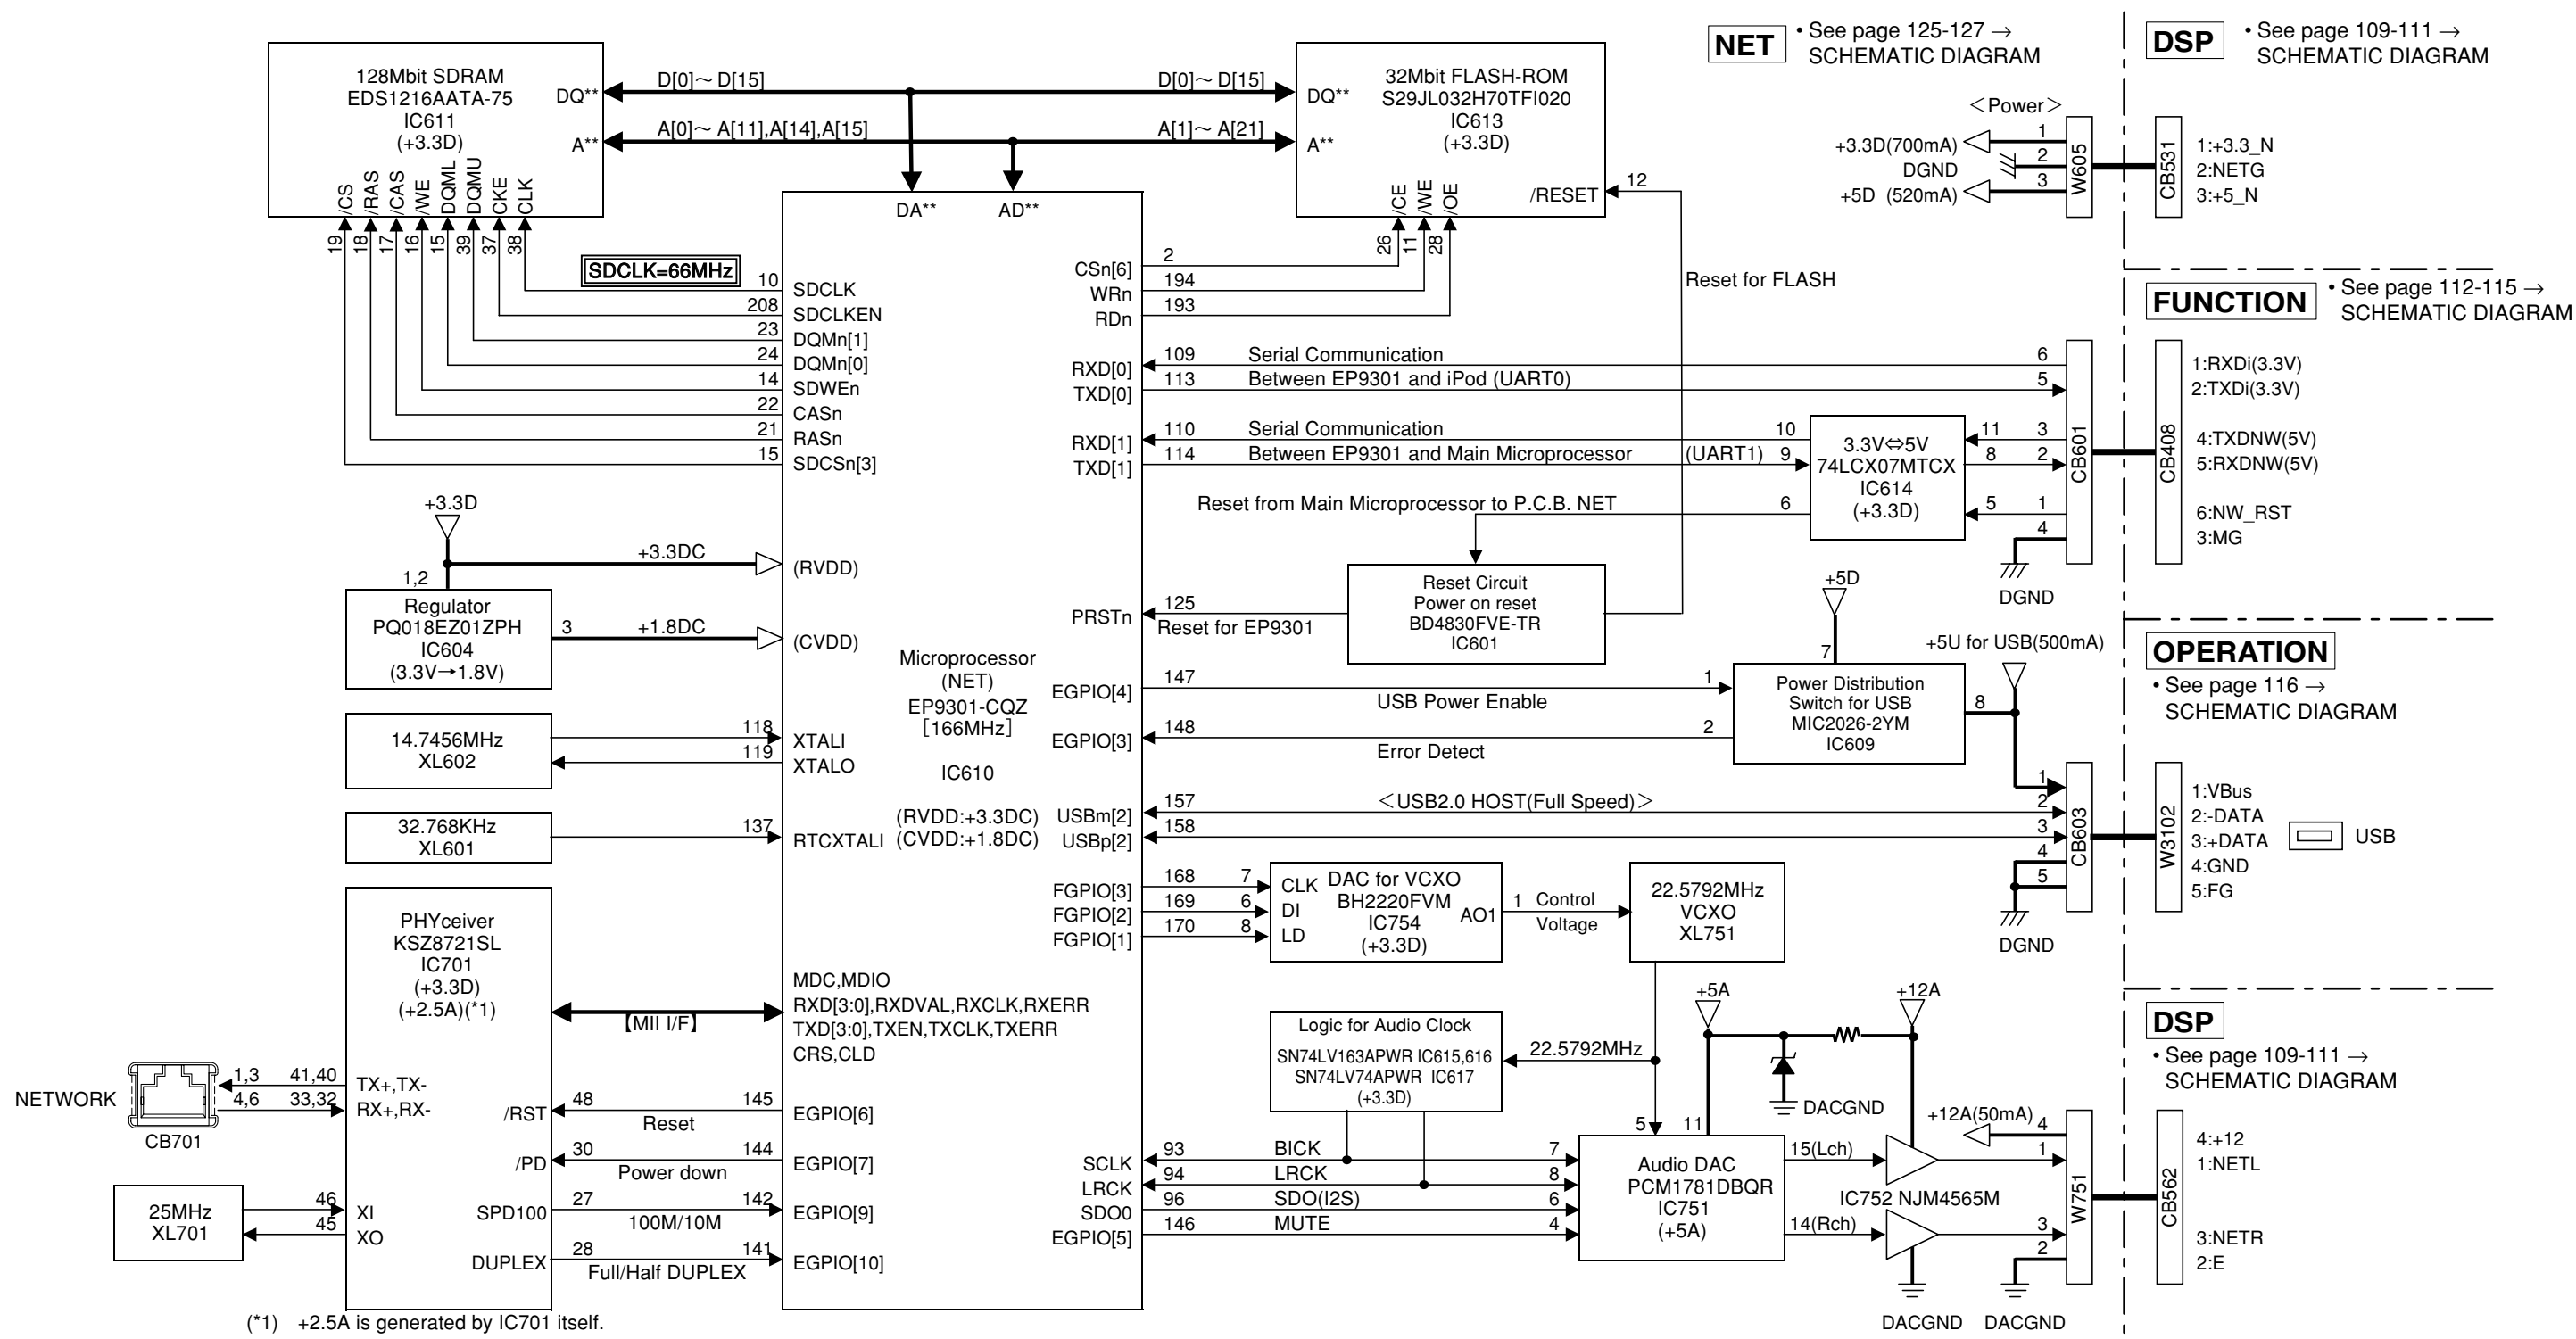 NET
• See page 125-127 →
SCHEMATIC DIAGRAM
DSP
• See page 109-111 →
SCHEMATIC DIAGRAM
128Mbit SDRAM
EDS1216AATA-75
IC611
(+3.3D)
DQ**
A**
/CS
/RAS
/CAS
/WE
DQML
DQMU
CKE
CLK
19
18
17
16
15
39
37
38
D[0]~ D[15]
D[0]~ D[15]
A[0]~ A[11],A[14],A[15]
A[1]~ A[21]
32Mbit FLASH-ROM
S29JL032H70TFI020
IC613
(+3.3D)
DQ**
A**
/RESET
12
/CE
/WE
/OE
26
11
28
Reset for FLASH
<Power>
+3.3D(700mA)
DGND
+5D (520mA)
1
2
3
W605
CB531
1:+3.3_N
2:NETG
3:+5_N
FUNCTION
• See page 112-115 →
SCHEMATIC DIAGRAM
DA**
AD**
SDCLK=66MHz
10
SDCLK
208
SDCLKEN
23
DQMn[1]
24
DQMn[0]
14
SDWEn
22
CASn
21
RASn
15
SDCSn[3]
CSn[6]
2
WRn
194
RDn
193
RXD[0]
109
Serial Communication
6
TXD[0]
113
Between EP9301 and iPod (UART0)
5
RXD[1]
110
Serial Communication
10
TXD[1]
114
Between EP9301 and Main Microprocessor
(UART1)
9
3.3V⇔5V
74LCX07MTCX
IC614
(+3.3D)
11
3
8
2
5
1
4
DGND
CB601
CB408
1:RXDi(3.3V)
2:TXDi(3.3V)
4:TXDNW(5V)
5:RXDNW(5V)
6:NW_RST
3:MG
Reset from Main Microprocessor to P.C.B. NET
6
Reset Circuit
Power on reset
BD4830FVE-TR
IC601
PRSTn
125
Reset for EP9301
+3.3D
+3.3DC
(RVDD)
1,2
Regulator
PQ018EZ01ZPH
IC604
(3.3V→1.8V)
3
+1.8DC
(CVDD)
14.7456MHz
XL602
118
XTALI
119
XTALO
32.768KHz
XL601
137
RTCXTALI
Microprocessor
(NET)
EP9301-CQZ
[166MHz]
IC610
(RVDD:+3.3DC)
(CVDD:+1.8DC)
EGPIO[4]
147
USB Power Enable
1
EGPIO[3]
148
Error Detect
2
+5D
7
Power Distribution
Switch for USB
MIC2026-2YM
IC609
8
+5U for USB(500mA)
OPERATION
• See page 116 →
SCHEMATIC DIAGRAM
USBm[2]
157
<USB2.0 HOST(Full Speed)>
USBp[2]
158
1
2
3
4
5
DGND
CB603
W3102
1:VBus
2:-DATA
3:+DATA
4:GND
5:FG
USB
FGPIO[3]
168
7
FGPIO[2]
169
6
FGPIO[1]
170
8
CLK
DI
LD
DAC for VCXO
BH2220FVM
IC754
(+3.3D)
AO1
1
Control
Voltage
22.5792MHz
VCXO
XL751
PHYceiver
KSZ8721SL
IC701
(+3.3D)
(+2.5A)(*1)
【MII I/F】
MDC,MDIO
RXD[3:0],RXDVAL,RXCLK,RXERR
TXD[3:0],TXEN,TXCLK,TXERR
CRS,CLD
NETWORK
CB701
1,3
41,40
TX+,TX-
4,6
33,32
RX+,RX-
/RST
48
Reset
145
EGPIO[6]
/PD
30
Power down
144
EGPIO[7]
SPD100
27
100M/10M
142
EGPIO[9]
DUPLEX
28
Full/Half DUPLEX
141
EGPIO[10]
25MHz
XL701
46
XI
45
XO
(*1) +2.5A is generated by IC701 itself.
Logic for Audio Clock
SN74LV163APWR IC615,616
SN74LV74APWR IC617
(+3.3D)
22.5792MHz
+5A
+12A
DACGND
5
11
SCLK
93
BICK
7
LRCK
94
LRCK
8
SDO0
96
SDO(I2S)
6
EGPIO[5]
146
MUTE
4
Audio DAC
PCM1781DBQR
IC751
(+5A)
15(Lch)
14(Rch)
IC752 NJM4565M
DACGND
DACGND
+12A(50mA)
4
1
3
2
W751
CB562
DSP
• See page 109-111 →
SCHEMATIC DIAGRAM
4:+12
1:NETL
3:NETR
2:E